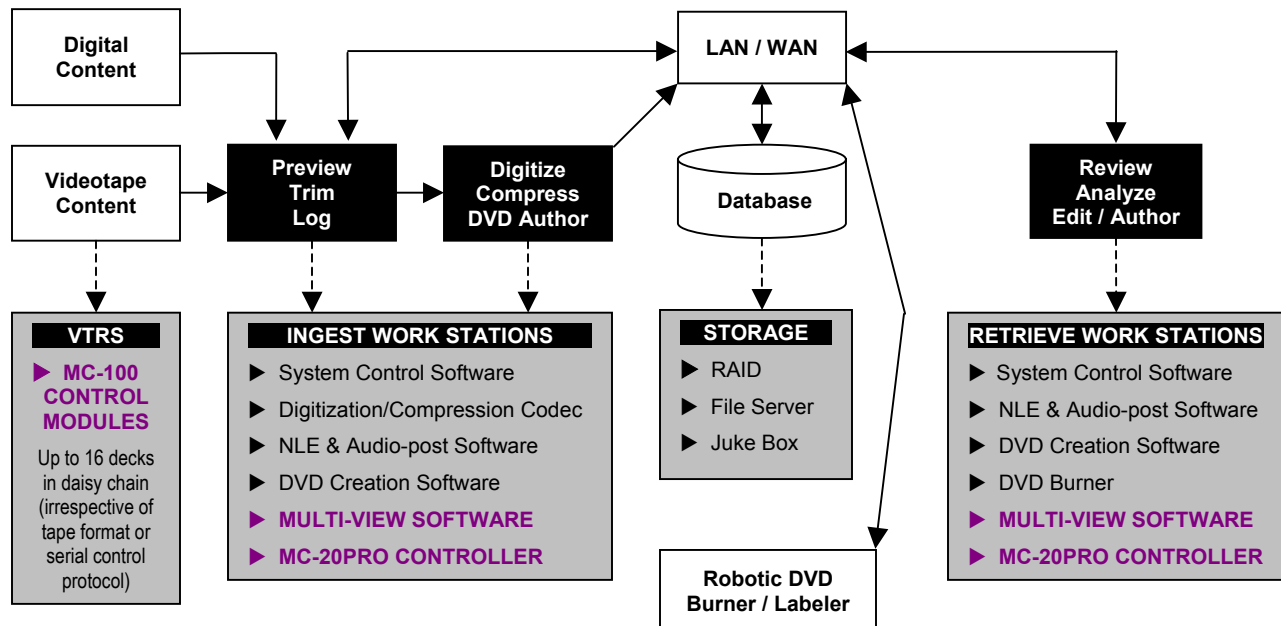 Digital
Content
LAN / WAN
Videotape
Content
Preview
Trim
Log
Digitize
Compress
DVD Author
Database
Review
Analyze
Edit / Author
VTRS
MC-100
CONTROL
MODULES
Up to 16 decks
in daisy chain
(irrespective of
tape format or
serial control
protocol)
INGEST WORK STATIONS
System Control Software
Digitization/Compression Codec
NLE & Audio-post Software
DVD Creation Software
MULTI-VIEW SOFTWARE
MC-20PRO CONTROLLER
STORAGE
RAID
File Server
Juke Box
Robotic DVD
Burner / Labeler
RETRIEVE WORK STATIONS
System Control Software
NLE & Audio-post Software
DVD Creation Software
DVD Burner
MULTI-VIEW SOFTWARE
MC-20PRO CONTROLLER